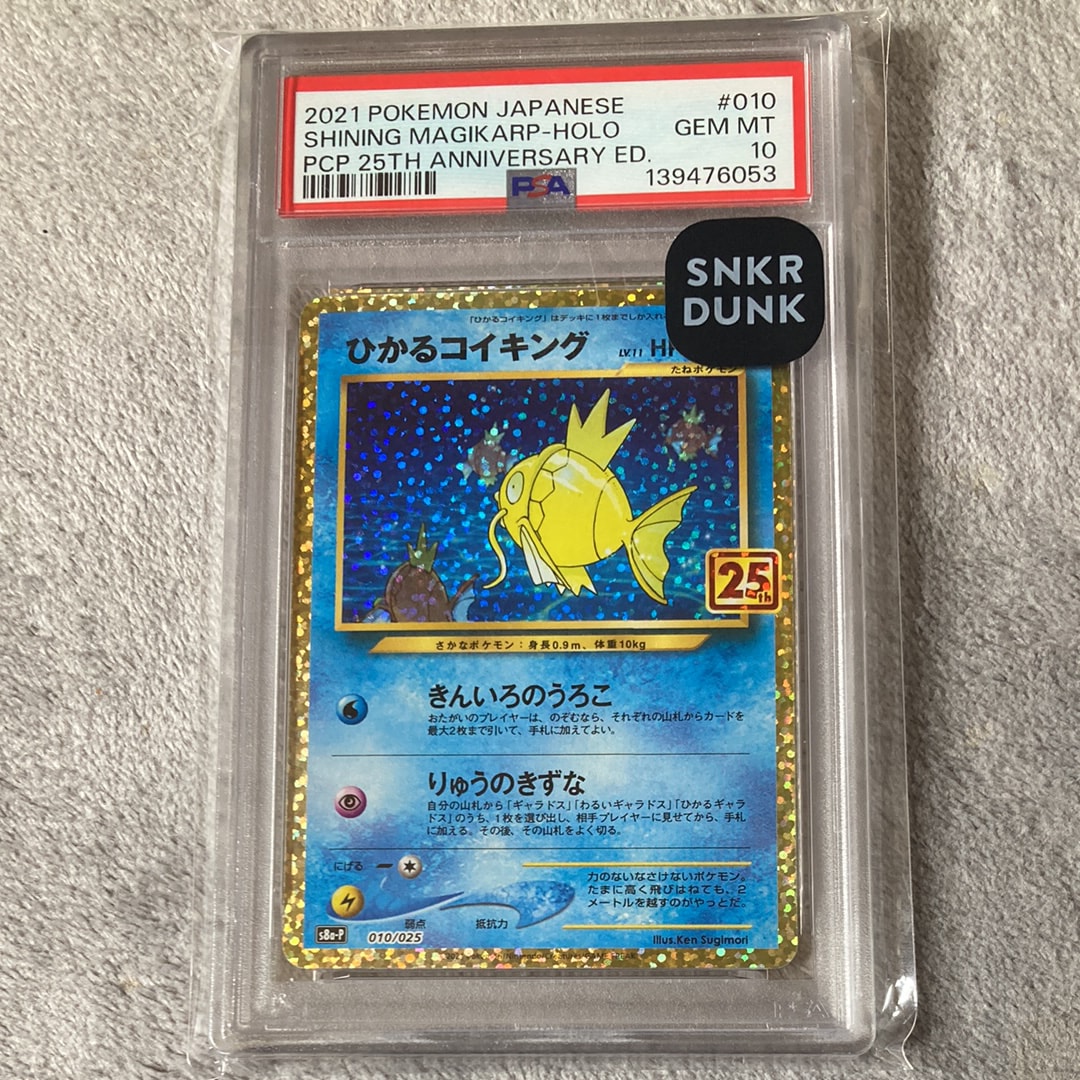 2021 POKEMON JAPANESE #010
SHINING MAGIKARP-HOLO GEM MT
PCP 25TH ANNIVERSARY ED. 10
139476053
PSA
SNKR
DUNK
「ひかるコイキング」はデッキに1枚までしか入れ
ひかるコイキング LV.11
たねポケモン
25th
さかなポケモン:身長0.9m、体重10kg
きんいろのうろこ
おたがいのプレイヤーは、のぞむなら、それぞれの山札からカードを
最大2枚まで引いて、手札に加えてよい。
りゅうのきずな
自分の山札から「ギャラドス」「わるいギャラドス」「ひかるギャラ
ドス」のうち、1枚を選び出し、相手プレイヤーに見せてから、手札
に加える。その後、その山札をよく切る。
にげる
力のないなさけないポケモン。
たまに高く飛びはねても、2
メートルを越すのがやっとだ。
弱点 抵抗力
s8a-P 010/025
Illus.Ken Sugimori